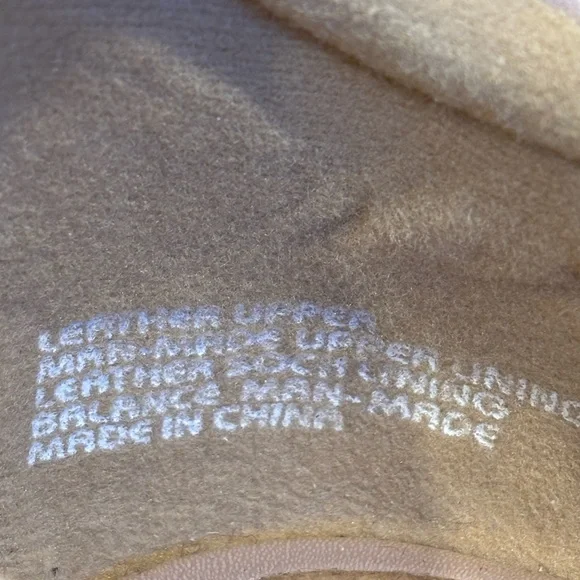 LEATHER UPPER
MAN-MADE UPPER LINING
LEATHER SOCK LINING
BALANCE MAN-MADE
MADE IN CHINA